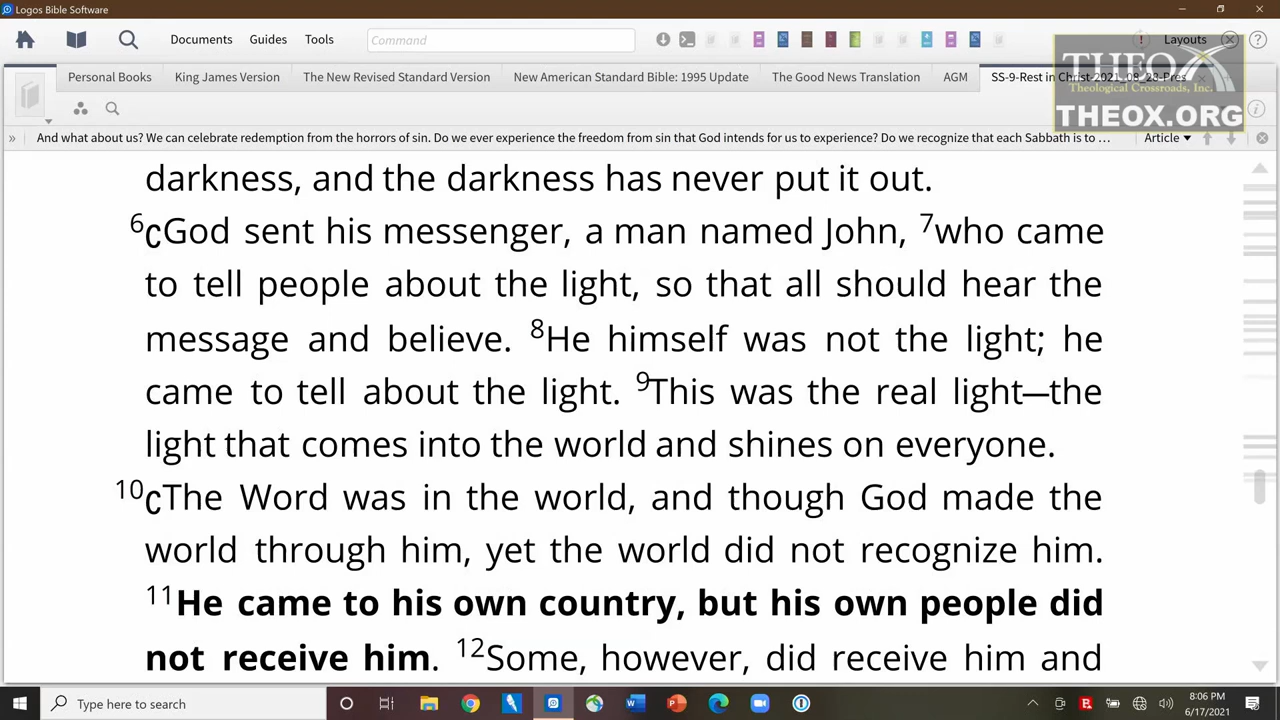 Logos Bible Software
Documents Guides Tools Command Layouts
THEOX
Theological Crossroads, Inc.
THEOX.ORG
Personal Books King James Version The New Revised Standard Version New American Standard Bible: 1995 Update The Good News Translation AGM SS-9-Rest in Christ-2021_08_28-Pres
And what about us? We can celebrate redemption from the horrors of sin. Do we ever experience the freedom from sin that God intends for us to experience? Do we recognize that each Sabbath is to ... Article
darkness, and the darkness has never put it out.
6 cGod sent his messenger, a man named John, 7who came
to tell people about the light, so that all should hear the
message and believe. 8He himself was not the light; he
came to tell about the light. 9This was the real light—the
light that comes into the world and shines on everyone.
10 cThe Word was in the world, and though God made the
world through him, yet the world did not recognize him.
11He came to his own country, but his own people did
not receive him. 12Some, however, did receive him and
Type here to search
8:06 PM
6/17/2021